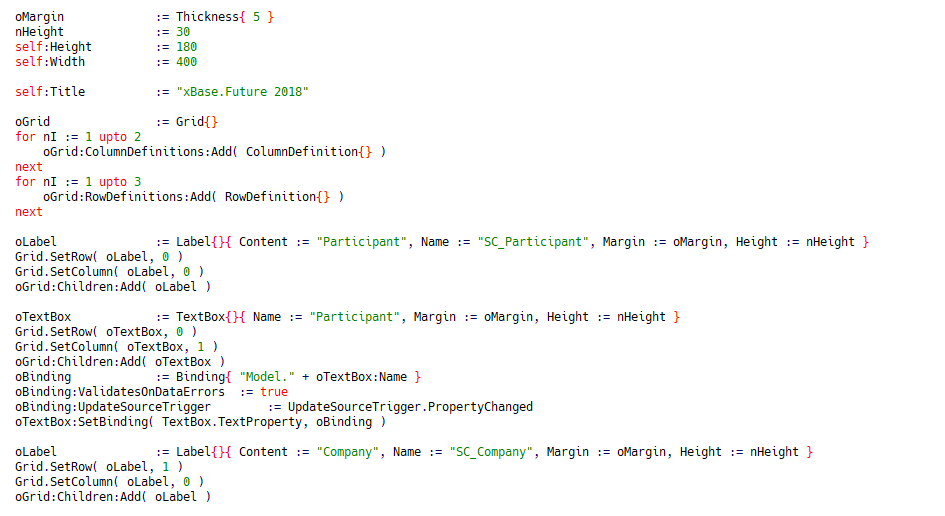 oMargin := Thickness{ 5 }
nHeight := 30
self:Height := 180
self:Width := 400
self:Title := "xBase.Future 2018"
oGrid := Grid{}
for nI := 1 upto 2
oGrid:ColumnDefinitions:Add( ColumnDefinition{} )
next
for nI := 1 upto 3
oGrid:RowDefinitions:Add( RowDefinition{} )
next
oLabel := Label{}{ Content := "Participant", Name := "SC_Participant", Margin := oMargin, Height := nHeight }
Grid.SetRow( oLabel, 0 )
Grid.SetColumn( oLabel, 0 )
oGrid:Children:Add( oLabel )
oTextBox := TextBox{}{ Name := "Participant", Margin := oMargin, Height := nHeight }
Grid.SetRow( oTextBox, 0 )
Grid.SetColumn( oTextBox, 1 )
oGrid:Children:Add( oTextBox )
oBinding := Binding{ "Model." + oTextBox:Name }
oBinding:ValidatesOnDataErrors := true
oBinding:UpdateSourceTrigger := UpdateSourceTrigger.PropertyChanged
oTextBox:SetBinding( TextBox.TextProperty, oBinding )
oLabel := Label{}{ Content := "Company", Name := "SC_Company", Margin := oMargin, Height := nHeight }
Grid.SetRow( oLabel, 1 )
Grid.SetColumn( oLabel, 0 )
oGrid:Children:Add( oLabel )